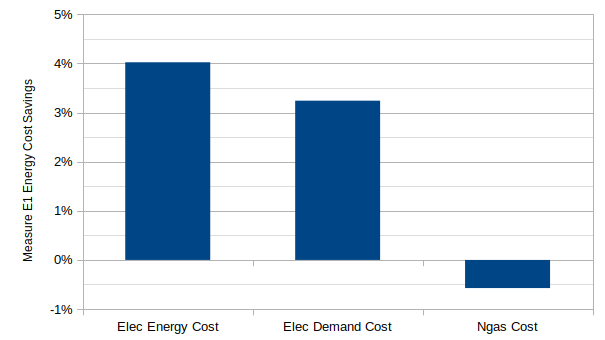 5%
4%
3%
2%
1%
0%
-1%
Measure E1 Energy Cost Savings
Elec Energy Cost
Elec Demand Cost
Ngas Cost